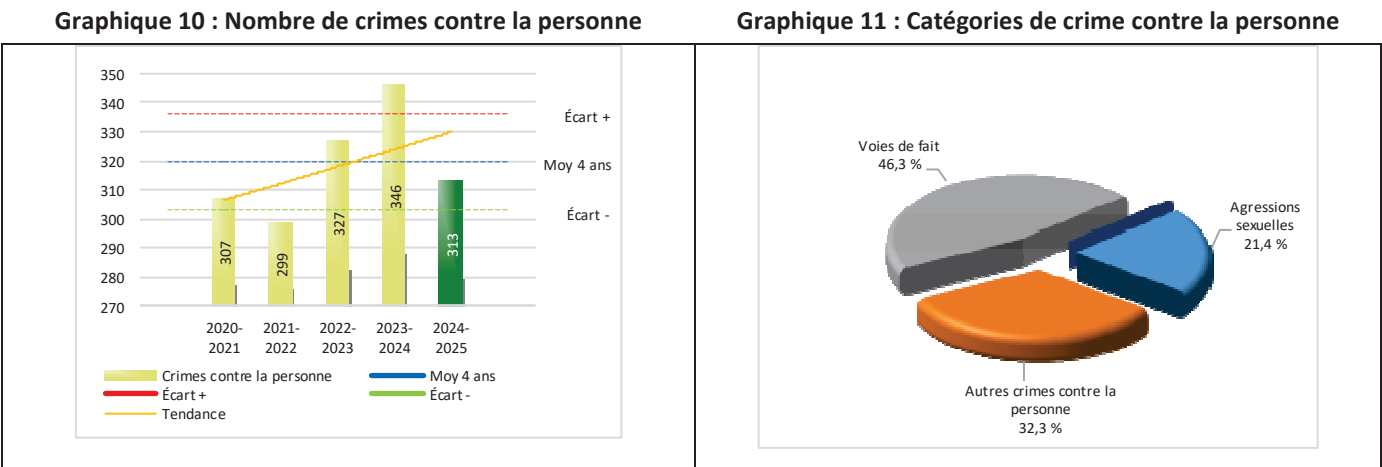 Graphique 10 : Nombre de crimes contre la personne
350
340
330
320
310
300
290
280
270
307
299
327
346
313
Écart +
Moy 4 ans
Écart -
2020-
2021
2021-
2022
2022-
2023
2023-
2024
2024-
2025
Crimes contre la personne
Moy 4 ans
Écart +
Écart -
Tendance
Graphique 11 : Catégories de crime contre la personne
Voies de fait
46,3 %
Agressions
sexuelles
21,4 %
Autres crimes contre la
personne
32,3 %